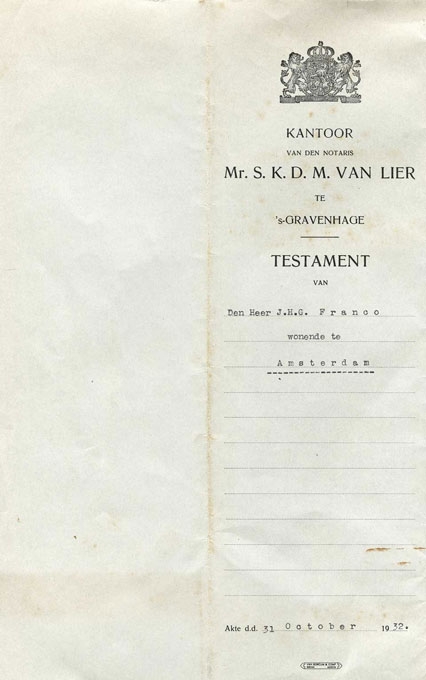 KANTOOR
VAN DEN NOTARIS
Mr. S. K. D. M. VAN LIER
TE
's-GRAVENHAGE
TESTAMENT
VAN
Den Heer J.H.G. Franco
wonende te
Amsterdam
Akte d.d. 31 October 1932.